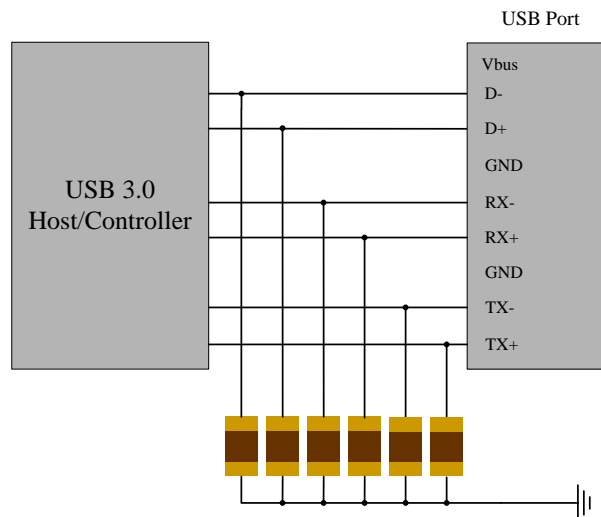 USB Port
USB 3.0
Host/Controller
Vbus
D-
D+
GND
RX-
RX+
GND
TX-
TX+